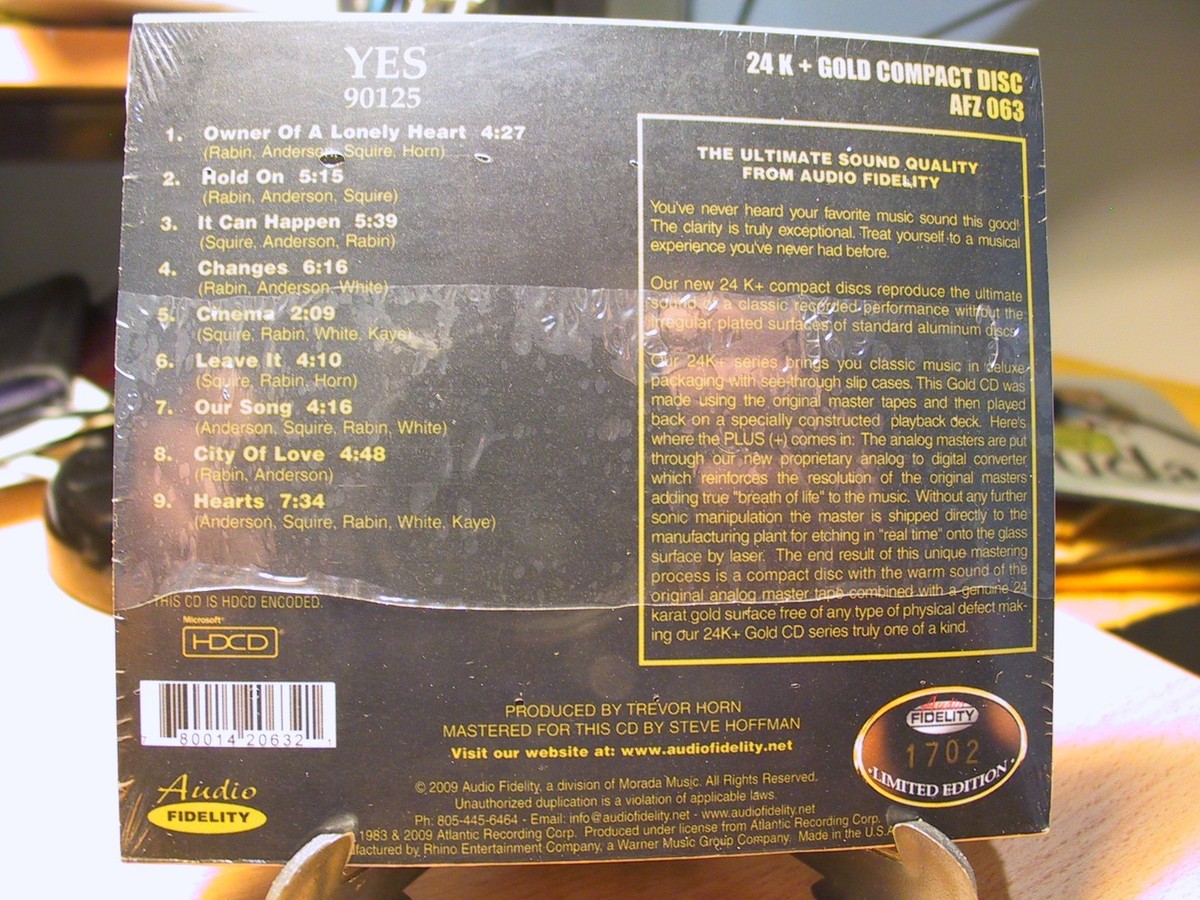 YES
90125
1. Owner Of A Lonely Heart 4:27
(Rabin, Anderson, Squire, Horn)
2. Hold On 5:15
(Rabin, Anderson, Squire)
3. It Can Happen 5:39
(Squire, Anderson, Rabin)
4. Changes 6:16
(Rabin, Anderson, White)
5. Cinema 2:09
(Squire, Rabin, White, Kaye)
6. Leave It 4:10
(Squire, Rabin, Horn)
7. Our Song 4:16
(Anderson, Squire, Rabin, White)
8. City Of Love 4:48
(Rabin, Anderson)
9. Hearts 7:34
(Anderson, Squire, Rabin, White, Kaye)
THIS CD IS HDCD ENCODED.
Microsoft
HDCD
7 80014 20632 1
Audio
FIDELITY
24 K + GOLD COMPACT DISC
AFZ 063
THE ULTIMATE SOUND QUALITY
FROM AUDIO FIDELITY
You've never heard your favorite music sound this good!
The clarity is truly exceptional. Treat yourself to a musical
experience you've never had before.
Our new 24 K+ compact discs reproduce the ultimate
sound of a classic recorded performance without the
irregular plated surfaces of standard aluminum discs.
Our 24K+ series brings you classic music in deluxe
packaging with see-through slip cases. This Gold CD was
made using the original master tapes and then played
back on a specially constructed playback deck. Here's
where the PLUS (+) comes in: The analog masters are put
through our new proprietary analog to digital converter
which reinforces the resolution of the original masters
adding true "breath of life" to the music. Without any further
sonic manipulation the master is shipped directly to the
manufacturing plant for etching in "real time" onto the glass
surface by laser. The end result of this unique mastering
process is a compact disc with the warm sound of the
original analog master tape combined with a genuine 24
karat gold surface free of any type of physical defect mak-
ing our 24K+ Gold CD series truly one of a kind.
PRODUCED BY TREVOR HORN
MASTERED FOR THIS CD BY STEVE HOFFMAN
Visit our website at: www.audiofidelity.net
© 2009 Audio Fidelity, a division of Morada Music. All Rights Reserved.
Unauthorized duplication is a violation of applicable laws.
Ph: 805-445-6464 - Email: info@audiofidelity.net - www.audiofidelity.net
1983 & 2009 Atlantic Recording Corp. Produced under license from Atlantic Recording Corp.
factured by Rhino Entertainment Company, a Warner Music Group Company. Made in the U.S.A
FIDELITY
1702
·LIMITED EDITION·